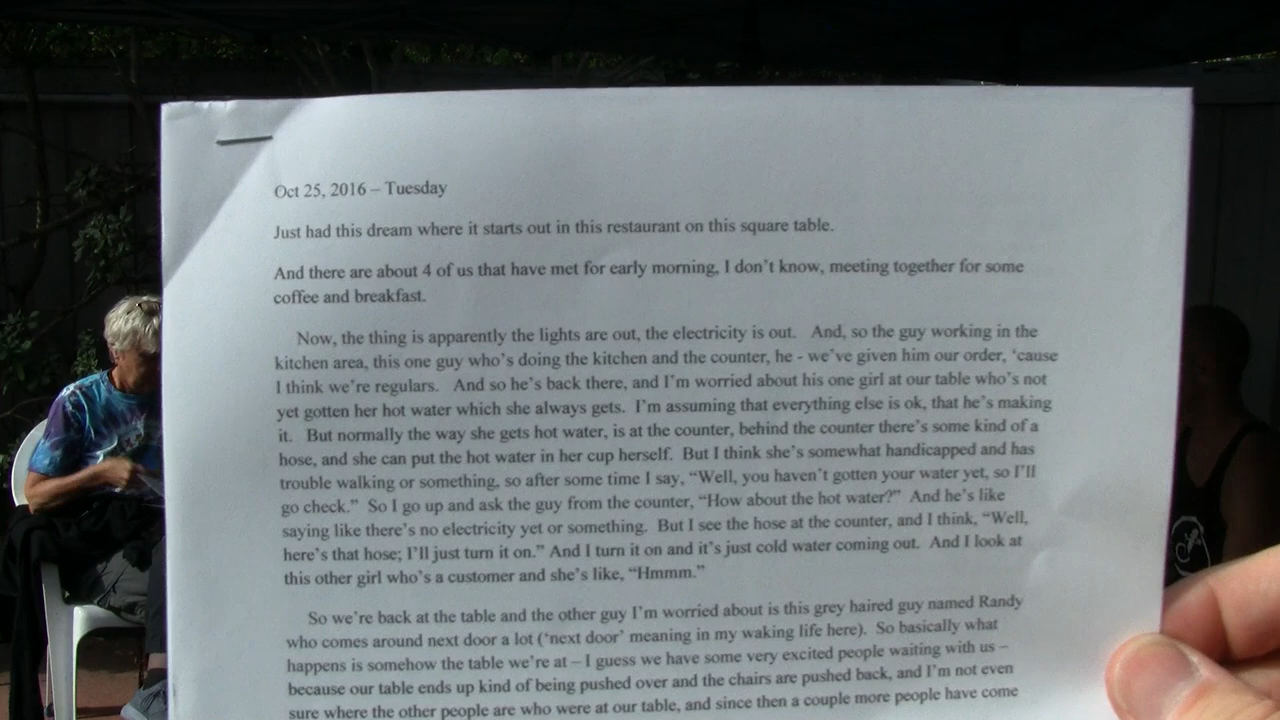 Oct 25, 2016 – Tuesday
Just had this dream where it starts out in this restaurant on this square table.
And there are about 4 of us that have met for early morning, I don't know, meeting together for some
coffee and breakfast.
Now, the thing is apparently the lights are out, the electricity is out.   And, so the guy working in the
kitchen area, this one guy who's doing the kitchen and the counter, he - we've given him our order, 'cause
I think we're regulars.   And so he's back there, and I'm worried about his one girl at our table who's not
yet gotten her hot water which she always gets.  I'm assuming that everything else is ok, that he's making
it.   But normally the way she gets hot water, is at the counter, behind the counter there's some kind of a
hose, and she can put the hot water in her cup herself.  But I think she's somewhat handicapped and has
trouble walking or something, so after some time I say, “Well, you haven't gotten your water yet, so I'll
go check.”  So I go up and ask the guy from the counter, “How about the hot water?”  And he's like
saying like there's no electricity yet or something.  But I see the hose at the counter, and I think, “Well,
here's that hose; I'll just turn it on.” And I turn it on and it's just cold water coming out.  And I look at
this other girl who's a customer and she's like, “Hmmm.”
So we're back at the table and the other guy I'm worried about is this grey haired guy named Randy
who comes around next door a lot ('next door' meaning in my waking life here).  So basically what
happens is somehow the table we're at – I guess we have some very excited people waiting with us –
because our table ends up kind of being pushed over and the chairs are pushed back, and I'm not even
sure where the other people are who were at our table, and since then a couple more people have come